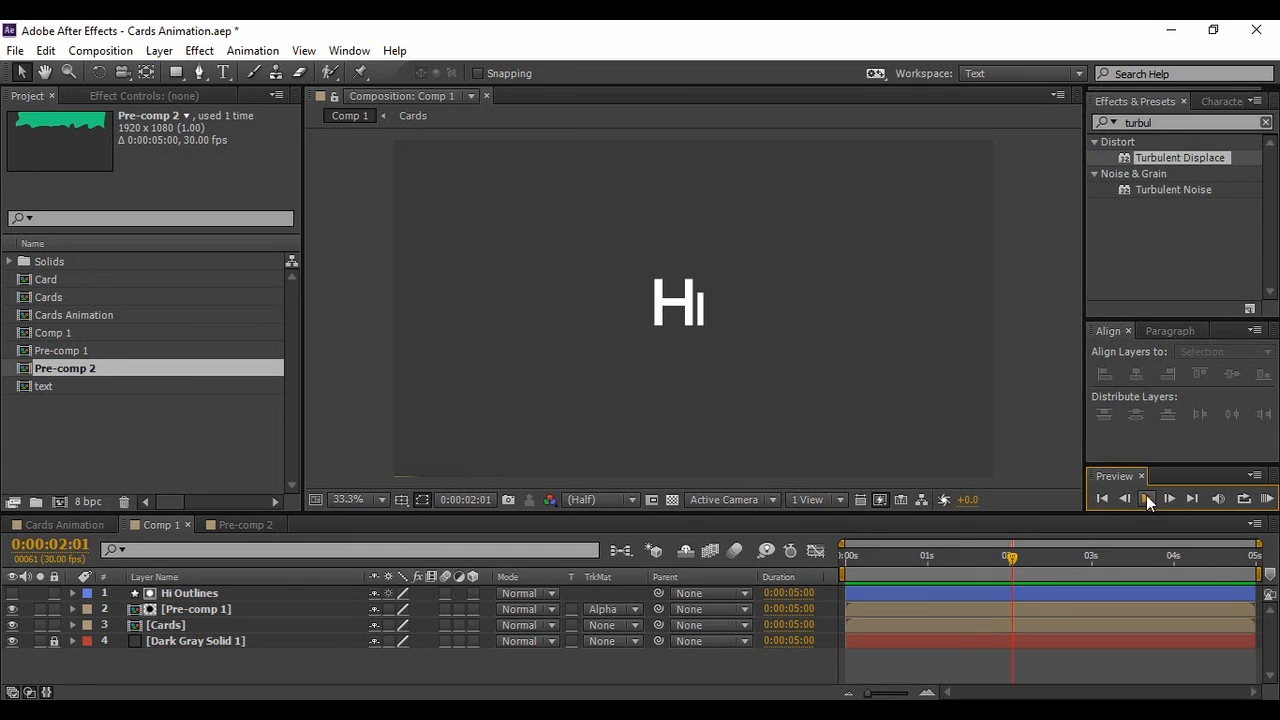 Ae Adobe After Effects - Cards Animation.aep *
File Edit Composition Layer Effect Animation View Window Help
Snapping Workspace: Text Search Help
Project Effect Controls: (none) Composition: Comp 1 Effects & Presets Characte
Pre-comp 2 , used 1 time
1920 x 1080 (1.00)
Δ 0:00:05:00, 30.00 fps
Comp 1 Cards
turbul
Distort
Turbulent Displace
Noise & Grain
Turbulent Noise
Name
Solids
Card
Cards
Cards Animation
Comp 1
Pre-comp 1
Pre-comp 2
text
HI
Align Paragraph
Align Layers to: Selection
Distribute Layers:
Preview
8 bpc
33.3% 0:00:02:01 (Half) Active Camera 1 View +0.0
Cards Animation Comp 1 Pre-comp 2
0:00:02:01
00061 (30.00 fps)
:00s 01s 03s 04s 05s
# Layer Name fx Mode T TrkMat Parent Duration
1 Hi Outlines Normal None 0:00:05:00
2 [Pre-comp 1] Normal Alpha None 0:00:05:00
3 [Cards] Normal None None 0:00:05:00
4 [Dark Gray Solid 1] Normal None None 0:00:05:00